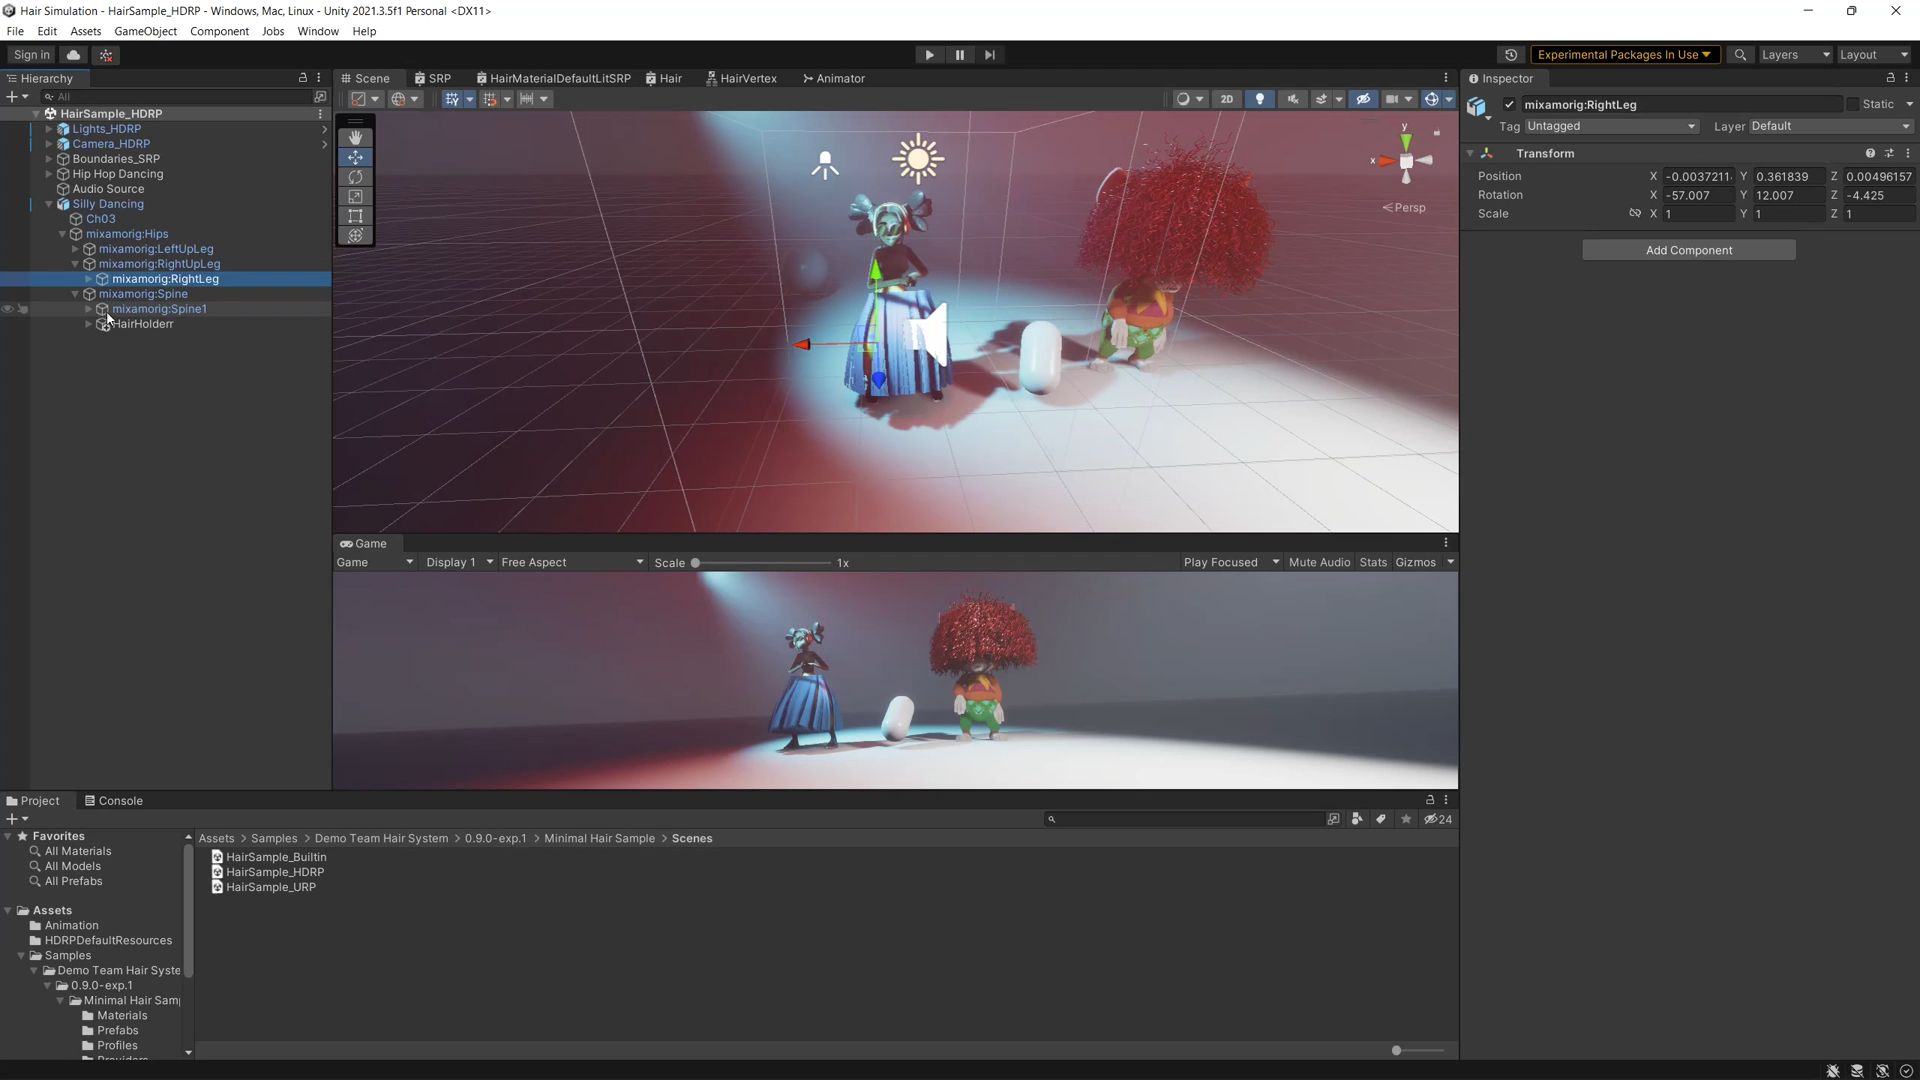 Hair Simulation - HairSample_HDRP - Windows, Mac, Linux - Unity 2021.3.5f1 Personal <DX11>
File Edit Assets GameObject Component Jobs Window Help
Sign in
Experimental Packages In Use
Layers
Layout
Hierarchy
All
HairSample_HDRP
Lights_HDRP
Camera_HDRP
Boundaries_SRP
Hip Hop Dancing
Audio Source
Silly Dancing
Ch03
mixamorig:Hips
mixamorig:LeftUpLeg
mixamorig:RightUpLeg
mixamorig:RightLeg
mixamorig:Spine
mixamorig:Spine1
HairHolderr
Scene SRP HairMaterialDefaultLitSRP Hair HairVertex Animator
2D
y
x
Persp
Game
Game Display 1 Free Aspect Scale 1x Play Focused Mute Audio Stats Gizmos
Inspector
mixamorig:RightLeg Static
Tag Untagged Layer Default
Transform
Position X -0.0037211 Y 0.361839 Z 0.00496157
Rotation X -57.007 Y 12.007 Z -4.425
Scale X 1 Y 1 Z 1
Add Component
Project Console
24
Favorites
All Materials
All Models
All Prefabs
Assets
Animation
HDRPDefaultResources
Samples
Demo Team Hair Syste
0.9.0-exp.1
Minimal Hair Sam
Materials
Prefabs
Profiles
Assets > Samples > Demo Team Hair System > 0.9.0-exp.1 > Minimal Hair Sample > Scenes
HairSample_Builtin
HairSample_HDRP
HairSample_URP